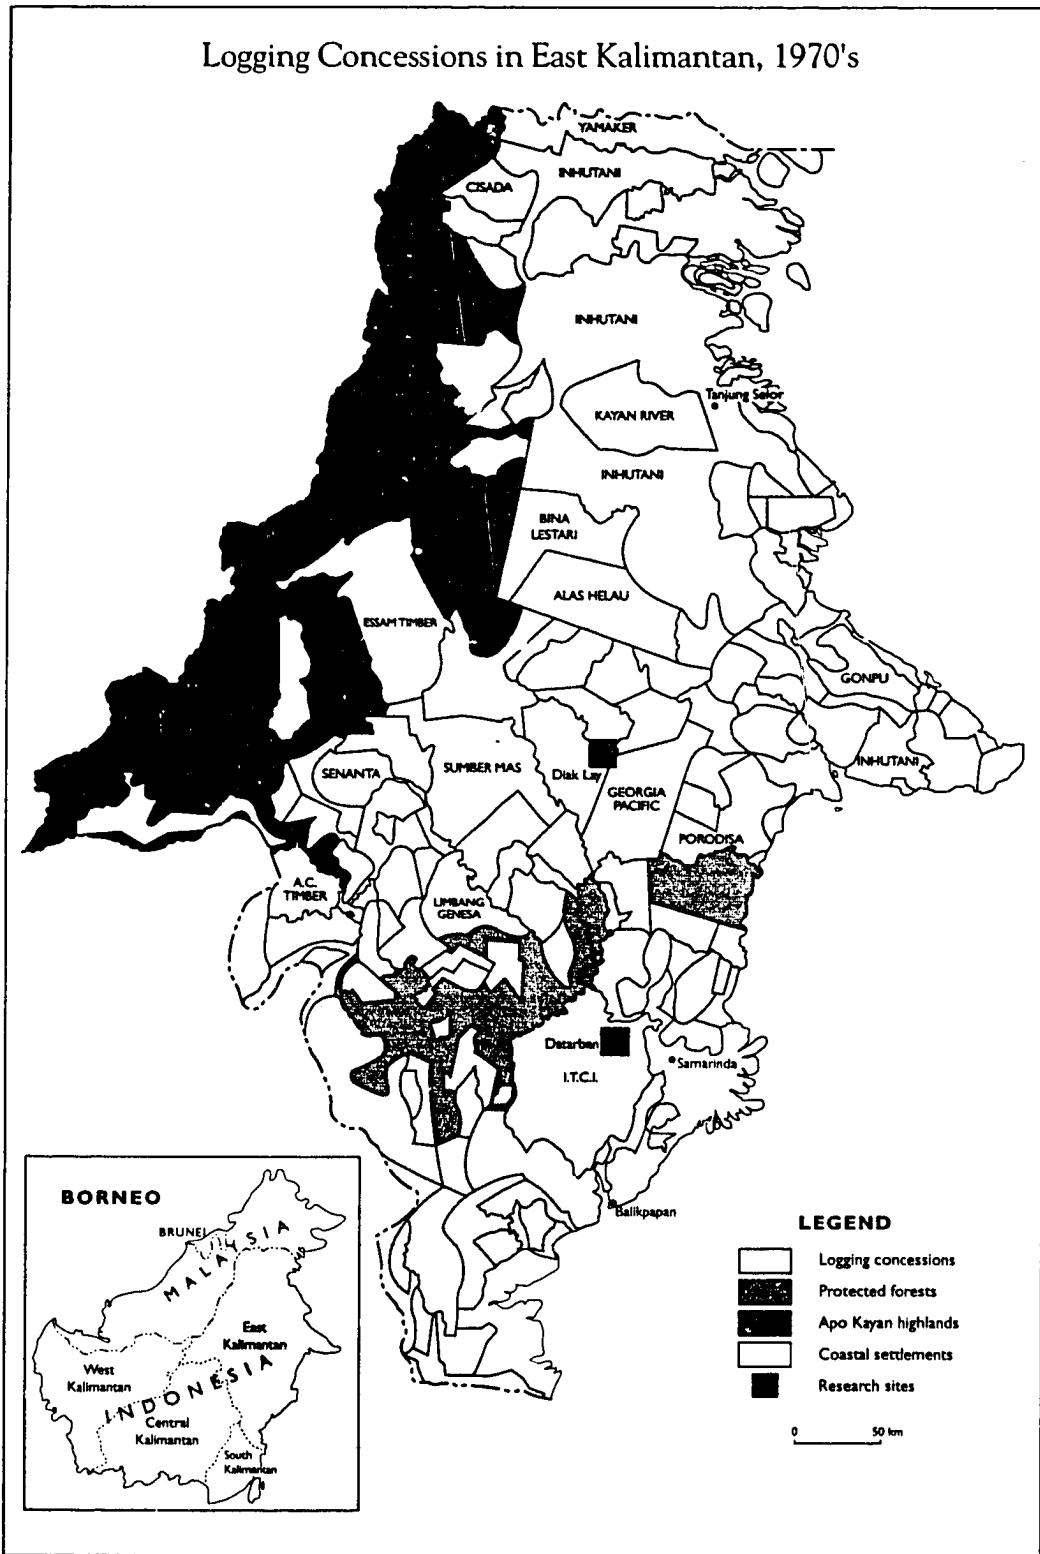 Logging Concessions in East Kalimantan, 1970's
YAMAKER
INHUTANI
CISADA
INHUTANI
Tanjung Selor
KAYAN RIVER
INHUTANI
BINA
LESTARI
ALAS HELAU
ESSAM TIMBER
GONPU
INHUTANI
SENANTA
SUMBER MAS
Diak Lay
GEORGIA
PACIFIC
PORODISA
A.C.
TIMBER
LIMBANG
GENESA
Datarban
Samarinda
I.T.C.I.
Balikpapan
BORNEO
BRUNEI
MALAYSIA
East
Kalimantan
West
Kalimantan
INDONESIA
Central
Kalimantan
South
Kalimantan
LEGEND
Logging concessions
Protected forests
Apo Kayan highlands
Coastal settlements
Research sites
0 50 km